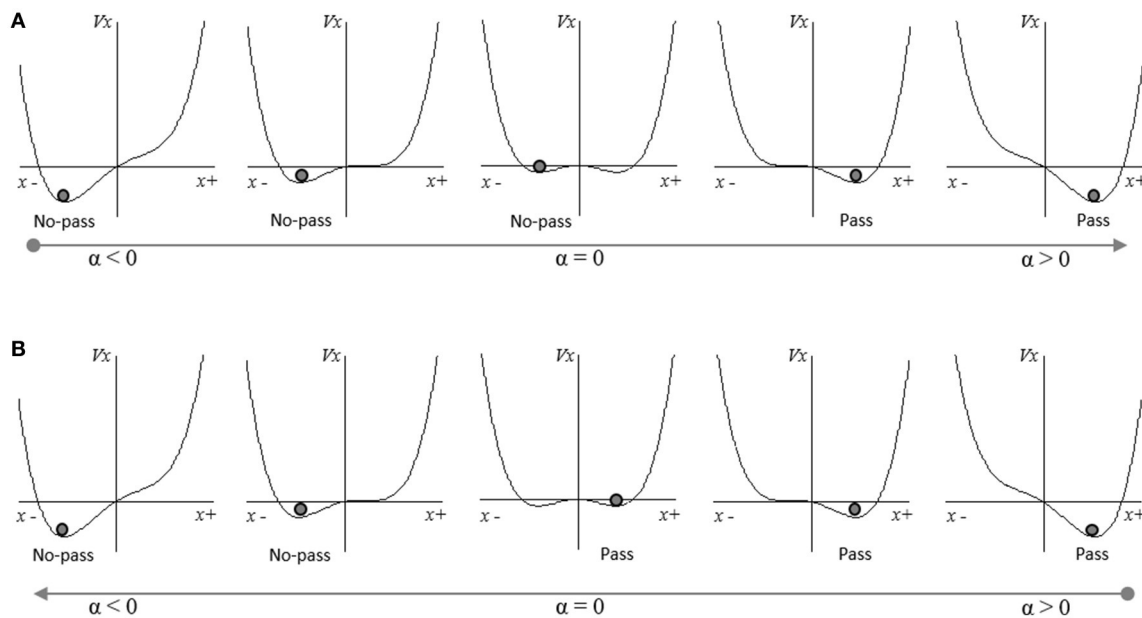 A
Vx Vx Vx Vx Vx
x - x+ x - x+ x - x+ x - x+ x - x+
No-pass No-pass No-pass Pass Pass
α < 0 α = 0 α > 0
B
Vx Vx Vx Vx Vx
x - x+ x - x+ x - x+ x - x+ x - x+
No-pass No-pass Pass Pass Pass
α < 0 α = 0 α > 0